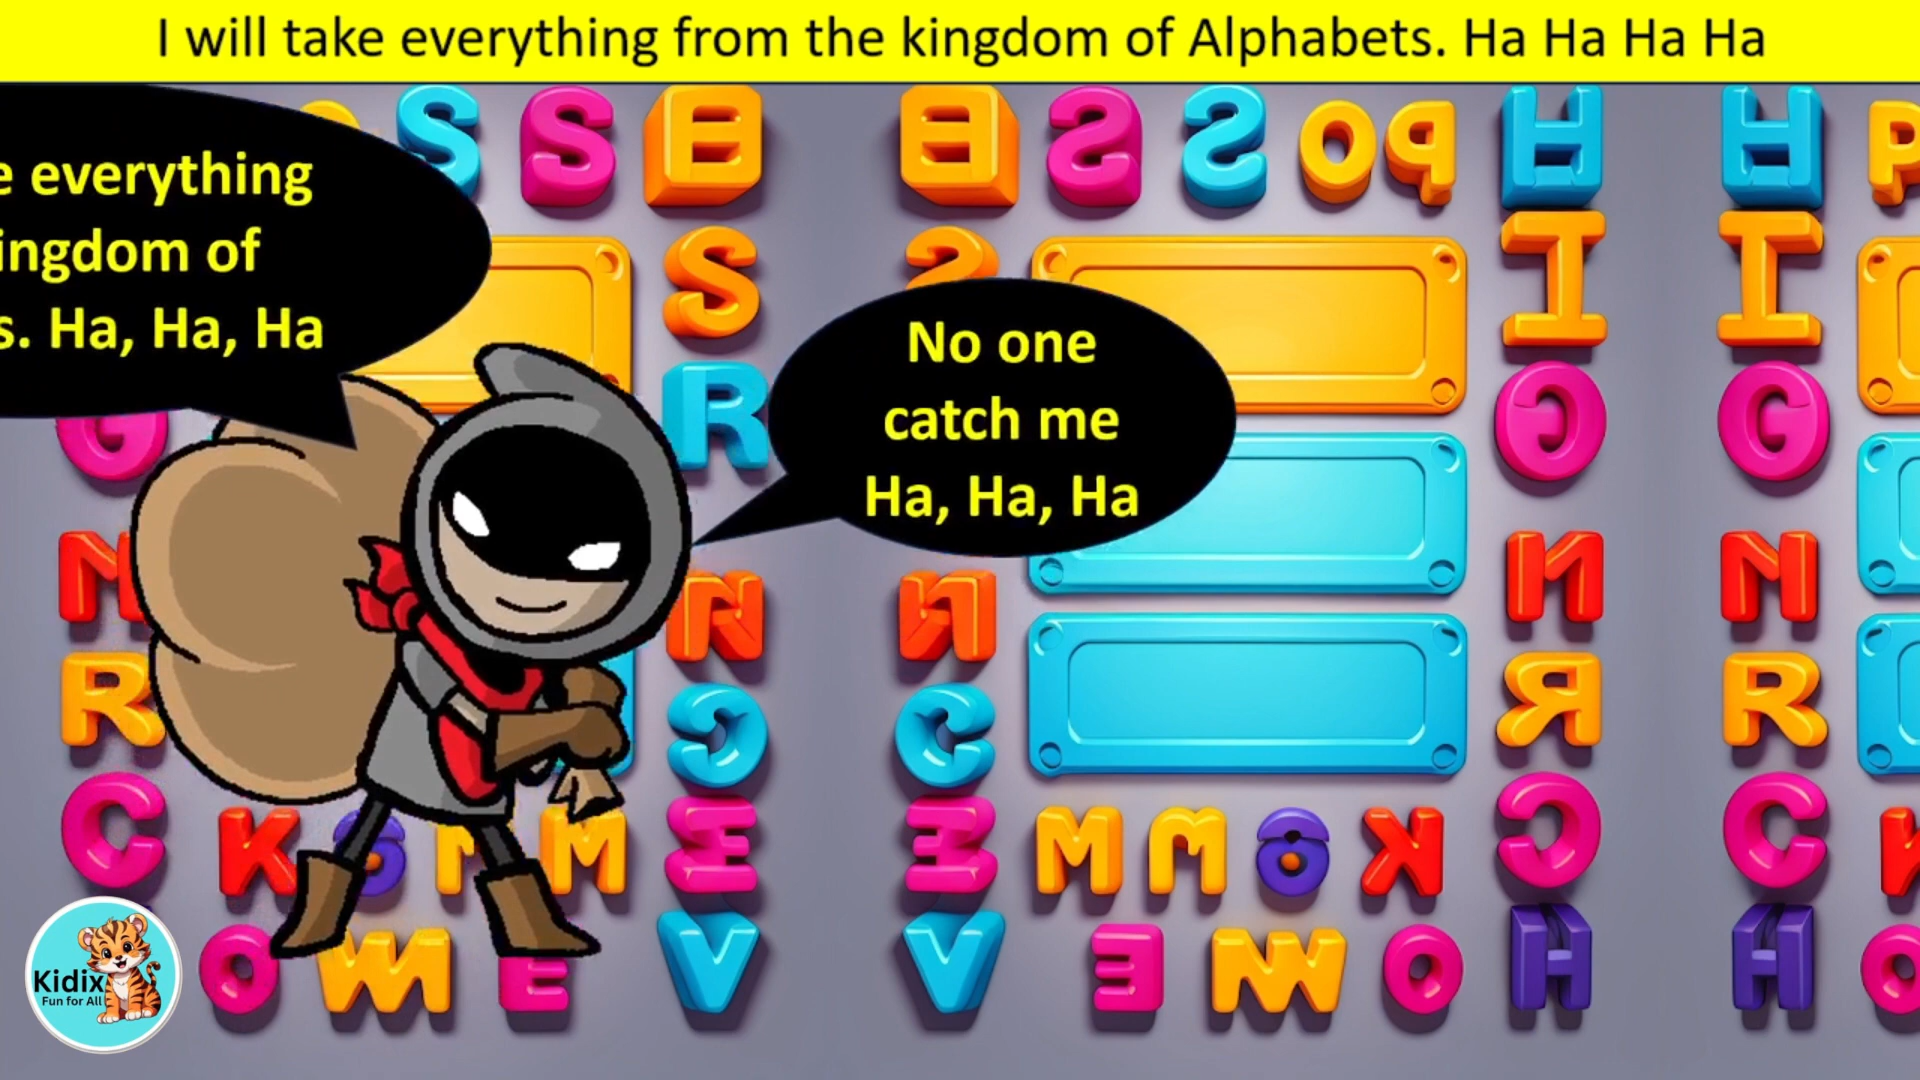 I will take everything from the kingdom of Alphabets. Ha Ha Ha Ha
everything
kingdom of
Ha, Ha, Ha
No one
catch me
Ha, Ha, Ha
Kidix
Fun for All